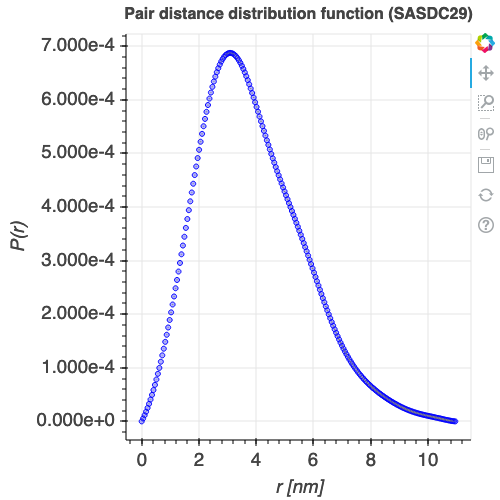 Pair distance distribution function (SASDC29)
7.000e-4
6.000e-4
5.000e-4
4.000e-4
3.000e-4
2.000e-4
1.000e-4
0.000e+0
P(r)
0 2 4 6 8 10
r [nm]